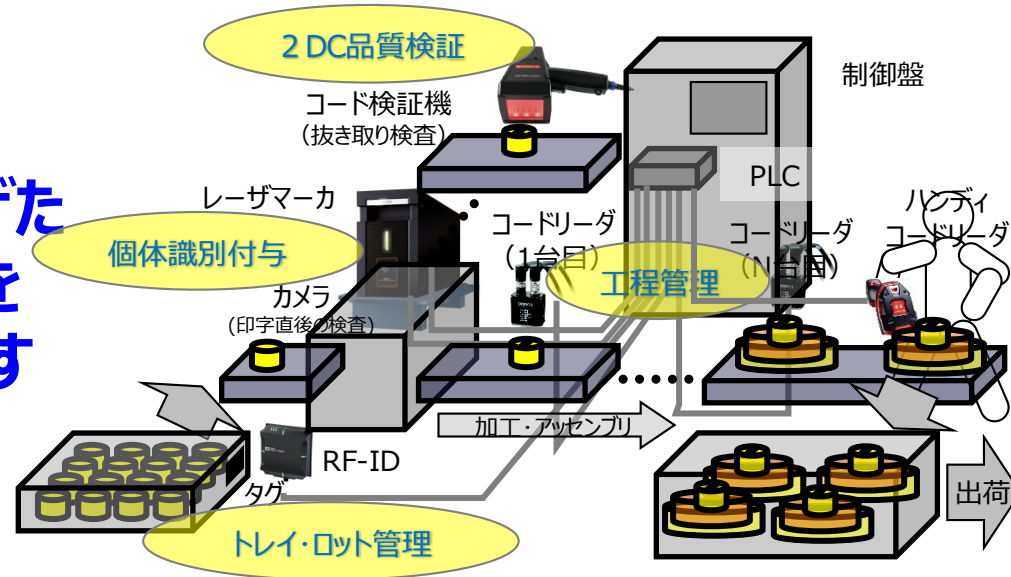 ２DC品質検証
コード検証機
(抜き取り検査)
制御盤
PLC
レーザマーカ
個体識別付与
コードリーダ
(1台目)
工程管理
コードリーダ
(N台目)
ハンディ
コードリーダ
カメラ
(印字直後の検査)
た
を
す
加工・アッセンブリ
RF-ID
タグ
トレイ・ロット管理
出荷